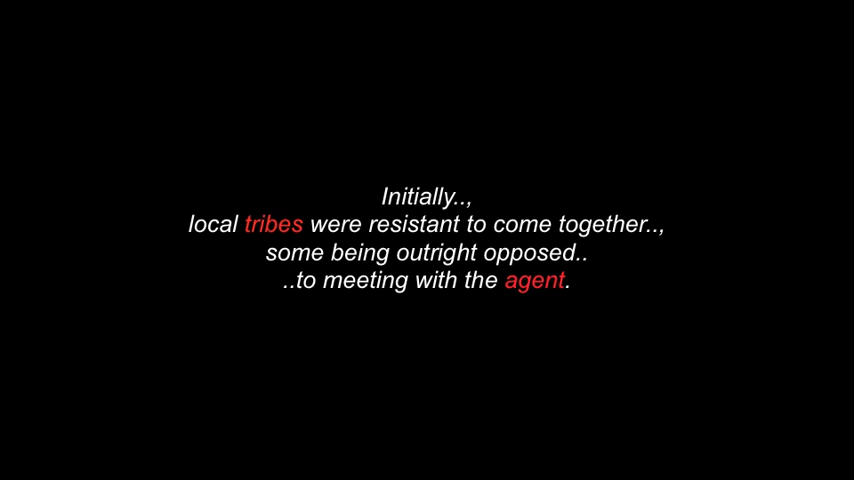 Initially..,
local tribes were resistant to come together..,
some being outright opposed..
..to meeting with the agent.